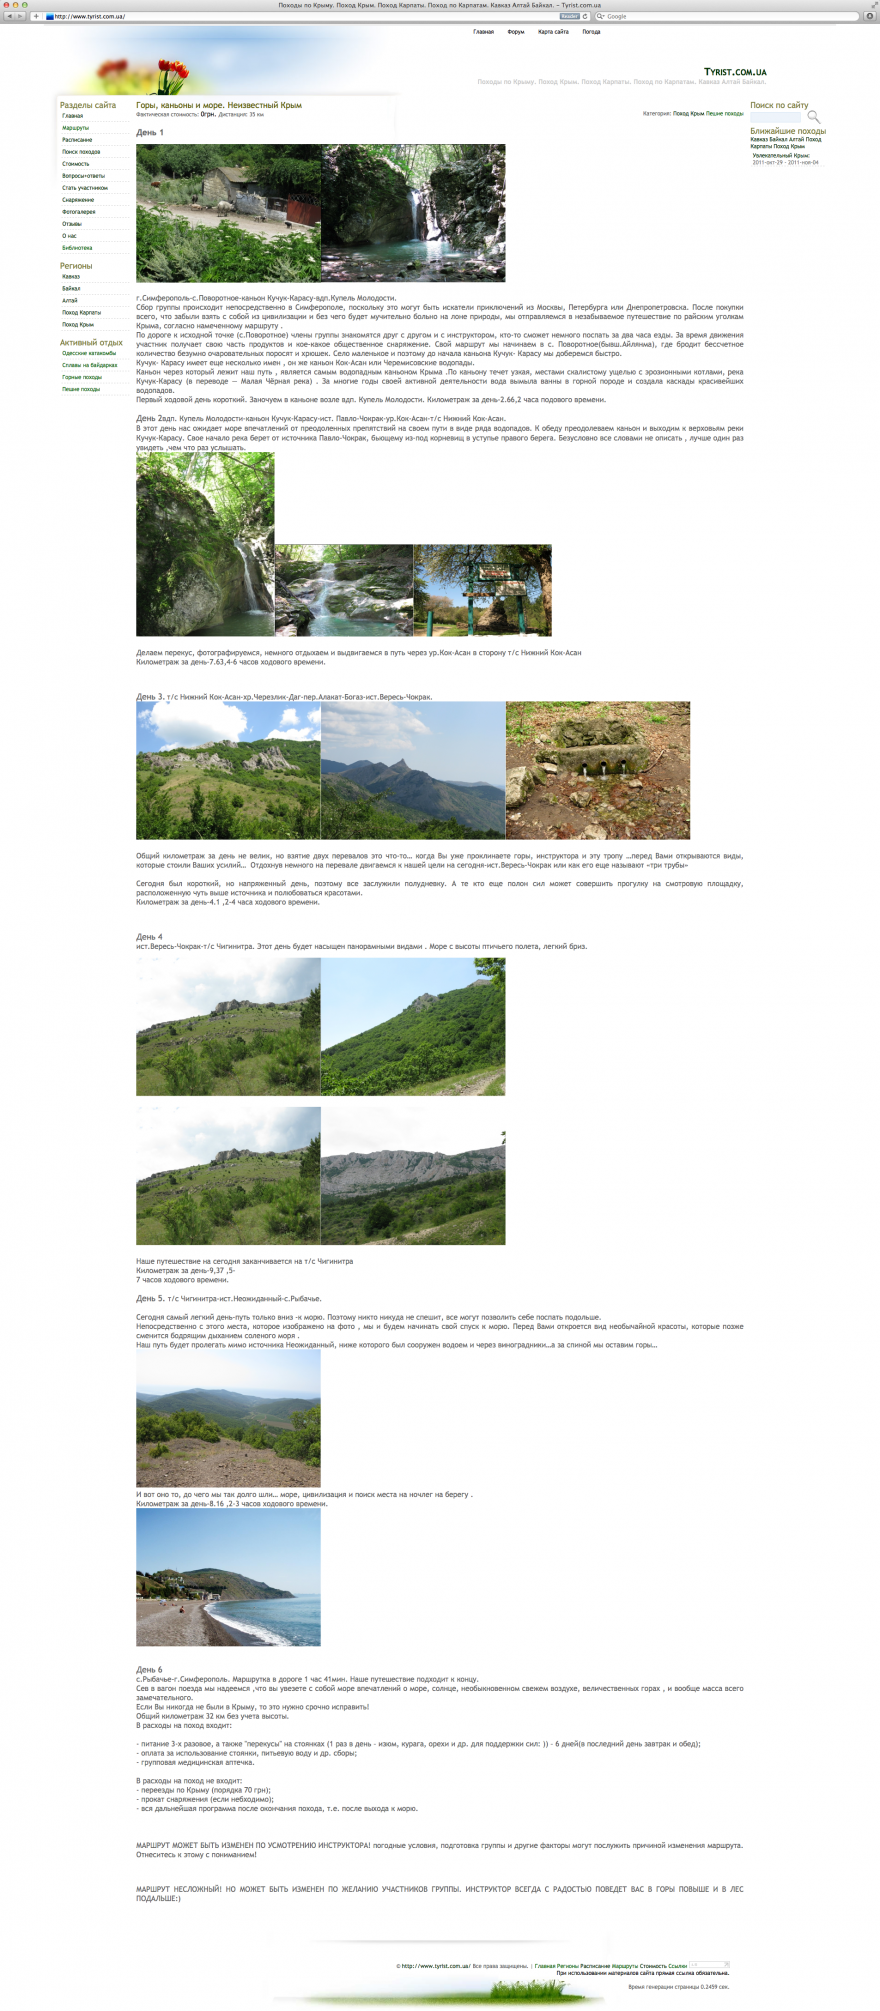 Походы по Крыму. Поход Крым. Поход Карпаты. Поход по Карпатам. Кавказ Алтай Байкал. – Tyrist.com.ua
http://www.tyrist.com.ua/
Reader
Google
Главная Форум Карта сайта Погода
Tyrist.com.ua
Походы по Крыму. Поход Крым. Поход Карпаты. Поход по Карпатам. Кавказ Алтай Байкал.
Разделы сайта
Главная
Маршруты
Расписание
Поиск походов
Стоимость
Вопросы+ответы
Стать участником
Снаряжение
Фотогалерея
Отзывы
О нас
Библиотека
Регионы
Кавказ
Байкал
Алтай
Поход Карпаты
Поход Крым
Активный отдых
Одесские катакомбы
Сплавы на байдарках
Горные походы
Пешие походы
Горы, каньоны и море. Неизвестный Крым
Фактическая стоимость: 0грн. Дистанция: 35 км
Категория: Поход Крым Пешие походы
Поиск по сайту
Ближайшие походы
Кавказ Байкал Алтай Поход
Карпаты Поход Крым
Увлекательный Крым:
2011-окт-29 - 2011-ноя-04
День 1
г.Симферополь-с.Поворотное-каньон Кучук-Карасу-вдп.Купель Молодости.
Сбор группы происходит непосредственно в Симферополе, поскольку это могут быть искатели приключений из Москвы, Петербурга или Днепропетровска. После покупки
всего, что забыли взять с собой из цивилизации и без чего будет мучительно больно на лоне природы, мы отправляемся в незабываемое путешествие по райским уголкам
Крыма, согласно намеченному маршруту .
По дороге к исходной точке (с.Поворотное) члены группы знакомятся друг с другом и с инструктором, кто-то сможет немного поспать за два часа езды. За время движения
участник получает свою часть продуктов и кое-какое общественное снаряжение. Свой маршрут мы начинаем в с. Поворотное(бывш.Айлянма), где бродит бессчетное
количество безумно очаровательных поросят и хрюшек. Село маленькое и поэтому до начала каньона Кучук- Карасу мы доберемся быстро.
Кучук- Карасу имеет еще несколько имен , он же каньон Кок-Асан или Черемисовские водопады.
Каньон через который лежит наш путь , является самым водопадным каньоном Крыма .По каньону течет узкая, местами скалистому ущелью с эрозионными котлами, река
Кучук-Карасу (в переводе — Малая Чёрная река) . За многие годы своей активной деятельности вода вымыла ванны в горной породе и создала каскады красивейших
водопадов.
Первый ходовой день короткий. Заночуем в каньоне возле вдп. Купель Молодости. Километраж за день-2.66,2 часа ходового времени.
День 2вдп. Купель Молодости-каньон Кучук-Карасу-ист. Павло-Чокрак-ур.Кок-Асан-т/с Нижний Кок-Асан.
В этот день нас ожидает море впечатлений от преодоленных препятствий на своем пути в виде ряда водопадов. К обеду преодолеваем каньон и выходим к верховьям реки
Кучук-Карасу. Свое начало река берет от источника Павло-Чокрак, бьющему из-под корневищ в уступье правого берега. Безусловно все словами не описать , лучше один раз
увидеть ,чем что раз услышать.
Делаем перекус, фотографируемся, немного отдыхаем и выдвигаемся в путь через ур.Кок-Асан в сторону т/с Нижний Кок-Асан
Километраж за день-7.63,4-6 часов ходового времени.
День 3. т/с Нижний Кок-Асан-хр.Черезлик-Даг-пер.Алакат-Богаз-ист.Вересь-Чокрак.
Общий километраж за день не велик, но взятие двух перевалов это что-то… когда Вы уже проклинаете горы, инструктора и эту тропу …перед Вами открываются виды,
которые стоили Ваших усилий… Отдохнув немного на перевале двигаемся к нашей цели на сегодня-ист.Вересь-Чокрак или как его еще называют «три трубы»
Сегодня был короткий, но напряженный день, поэтому все заслужили полудневку. А те кто еще полон сил может совершить прогулку на смотровую площадку,
расположенную чуть выше источника и полюбоваться красотами.
Километраж за день-4.1 ,2-4 часа ходового времени.
День 4
ист.Вересь-Чокрак-т/с Чигинитра. Этот день будет насыщен панорамными видами . Море с высоты птичьего полета, легкий бриз.
Наше путешествие на сегодня заканчивается на т/с Чигинитра
Километраж за день-9,37 ,5-
7 часов ходового времени.
День 5. т/с Чигинитра-ист.Неожиданный-с.Рыбачье.
Сегодня самый легкий день-путь только вниз -к морю. Поэтому никто никуда не спешит, все могут позволить себе поспать подольше.
Непосредственно с этого места, которое изображено на фото , мы и будем начинать свой спуск к морю. Перед Вами откроется вид необычайной красоты, которые позже
сменится бодрящим дыханием соленого моря .
Наш путь будет пролегать мимо источника Неожиданный, ниже которого был сооружен водоем и через виноградники…а за спиной мы оставим горы…
И вот оно то, до чего мы так долго шли… море, цивилизация и поиск места на ночлег на берегу .
Километраж за день-8.16 ,2-3 часов ходового времени.
День 6
с.Рыбачье-г.Симферополь. Маршрутка в дороге 1 час 41мин. Наше путешествие подходит к концу.
Сев в вагон поезда мы надеемся ,что вы увезете с собой море впечатлений о море, солнце, необыкновенном свежем воздухе, величественных горах , и вообще масса всего
замечательного.
Если Вы никогда не были в Крыму, то это нужно срочно исправить!
Общий километраж 32 км без учета высоты.
В расходы на поход входит:
- питание 3-х разовое, а также "перекусы" на стоянках (1 раз в день - изюм, курага, орехи и др. для поддержки сил: )) - 6 дней(в последний день завтрак и обед);
- оплата за использование стоянки, питьевую воду и др. сборы;
- групповая медицинская аптечка.
В расходы на поход не входит:
- переезды по Крыму (порядка 70 грн);
- прокат снаряжения (если небходимо);
- вся дальнейшая программа после окончания похода, т.е. после выхода к морю.
МАРШРУТ МОЖЕТ БЫТЬ ИЗМЕНЕН ПО УСМОТРЕНИЮ ИНСТРУКТОРА! погодные условия, подготовка группы и другие факторы могут послужить причиной изменения маршрута.
Отнеситесь к этому с пониманием!
МАРШРУТ НЕСЛОЖНЫЙ! НО МОЖЕТ БЫТЬ ИЗМЕНЕН ПО ЖЕЛАНИЮ УЧАСТНИКОВ ГРУППЫ. ИНСТРУКТОР ВСЕГДА С РАДОСТЬЮ ПОВЕДЕТ ВАС В ГОРЫ ПОВЫШЕ И В ЛЕС
ПОДАЛЬШЕ:)
© http://www.tyrist.com.ua/ Все права защищены. | Главная Регионы Расписание Маршруты Стоимость Ссылки
При использовании материалов сайта прямая ссылка обязательна.
Время генерации страницы 0.2459 сек.